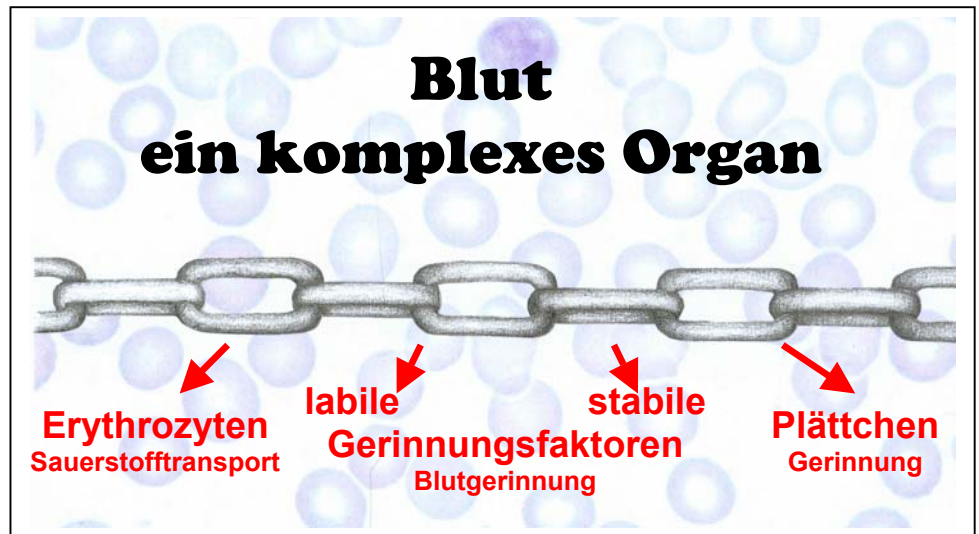 Blut
ein komplexes Organ
Erythrozyten
Sauerstofftransport
labile stabile
Gerinnungsfaktoren
Blutgerinnung
Plättchen
Gerinnung